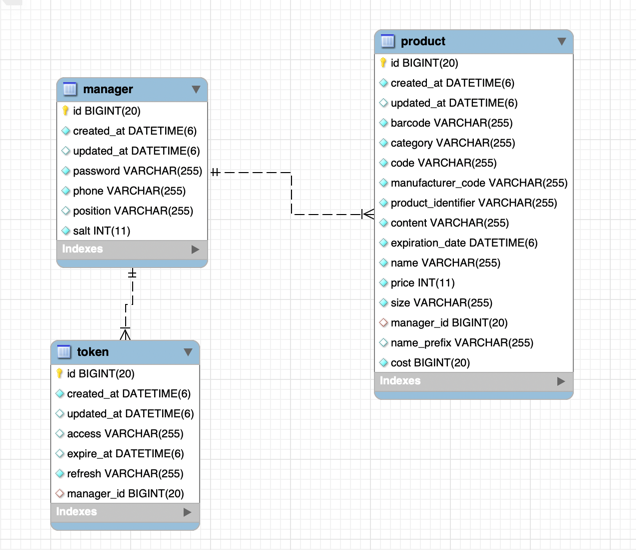 manager
id BIGINT(20)
created_at DATETIME(6)
updated_at DATETIME(6)
password VARCHAR(255)
phone VARCHAR(255)
position VARCHAR(255)
salt INT(11)
Indexes
product
id BIGINT(20)
created_at DATETIME(6)
updated_at DATETIME(6)
barcode VARCHAR(255)
category VARCHAR(255)
code VARCHAR(255)
manufacturer_code VARCHAR(255)
product_identifier VARCHAR(255)
content VARCHAR(255)
expiration_date DATETIME(6)
name VARCHAR(255)
price INT(11)
size VARCHAR(255)
manager_id BIGINT(20)
name_prefix VARCHAR(255)
cost BIGINT(20)
Indexes
token
id BIGINT(20)
created_at DATETIME(6)
updated_at DATETIME(6)
access VARCHAR(255)
expire_at DATETIME(6)
refresh VARCHAR(255)
manager_id BIGINT(20)
Indexes